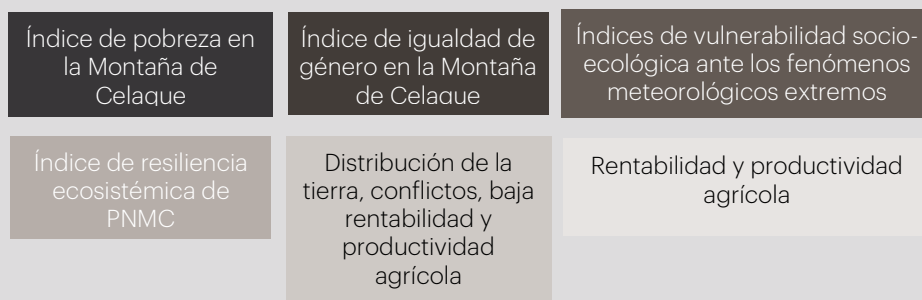 Índice de pobreza en
la Montaña de
Celaque
Índice de igualdad de
género en la Montaña
de Celaque
Índices de vulnerabilidad socio-
ecológica ante los fenómenos
meteorológicos extremos
Índice de resiliencia
ecosistémica de
PNMC
Distribución de la
tierra, conflictos, baja
rentabilidad y
productividad
agrícola
Rentabilidad y productividad
agrícola